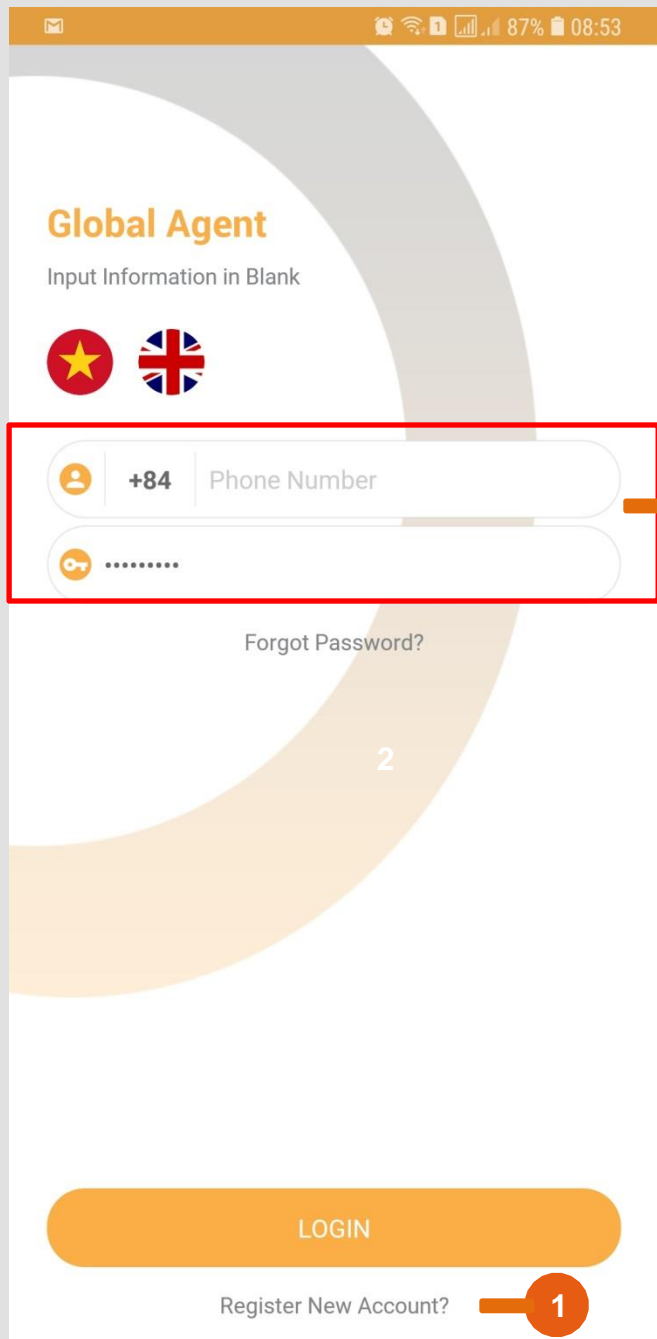 87% 08:53
Global Agent
Input Information in Blank
+84 Phone Number
•••••••••
Forgot Password?
2
LOGIN
Register New Account? 1